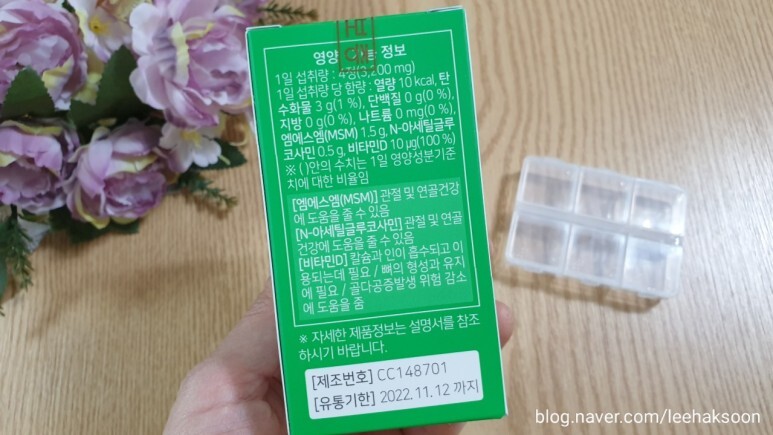 HI
영양 정보
1일 섭취량 : 4정(3,200 mg)
1일 섭취량 당 함량 : 열량 10 kcal, 탄
수화물 3 g(1 %), 단백질 0 g(0 %),
지방 0 g(0 %), 나트륨 0 mg(0 %),
엠에스엠(MSM) 1.5 g, N-아세틸글루
코사민 0.5 g, 비타민D 10 μg(100 %)
※ ( )안의 수치는 1일 영양성분기준
치에 대한 비율임
[엠에스엠(MSM)] 관절 및 연골건강
에 도움을 줄 수 있음
[N-아세틸글루코사민] 관절 및 연골
건강에 도움을 줄 수 있음
[비타민D] 칼슘과 인이 흡수되고 이
용되는데 필요 / 뼈의 형성과 유지
에 필요 / 골다공증발생 위험 감소
에 도움을 줌
※ 자세한 제품정보는 설명서를 참조
하시기 바랍니다.
[제조번호] CC148701
[유통기한] 2022.11.12 까지
blog.naver.com/leehaksoon